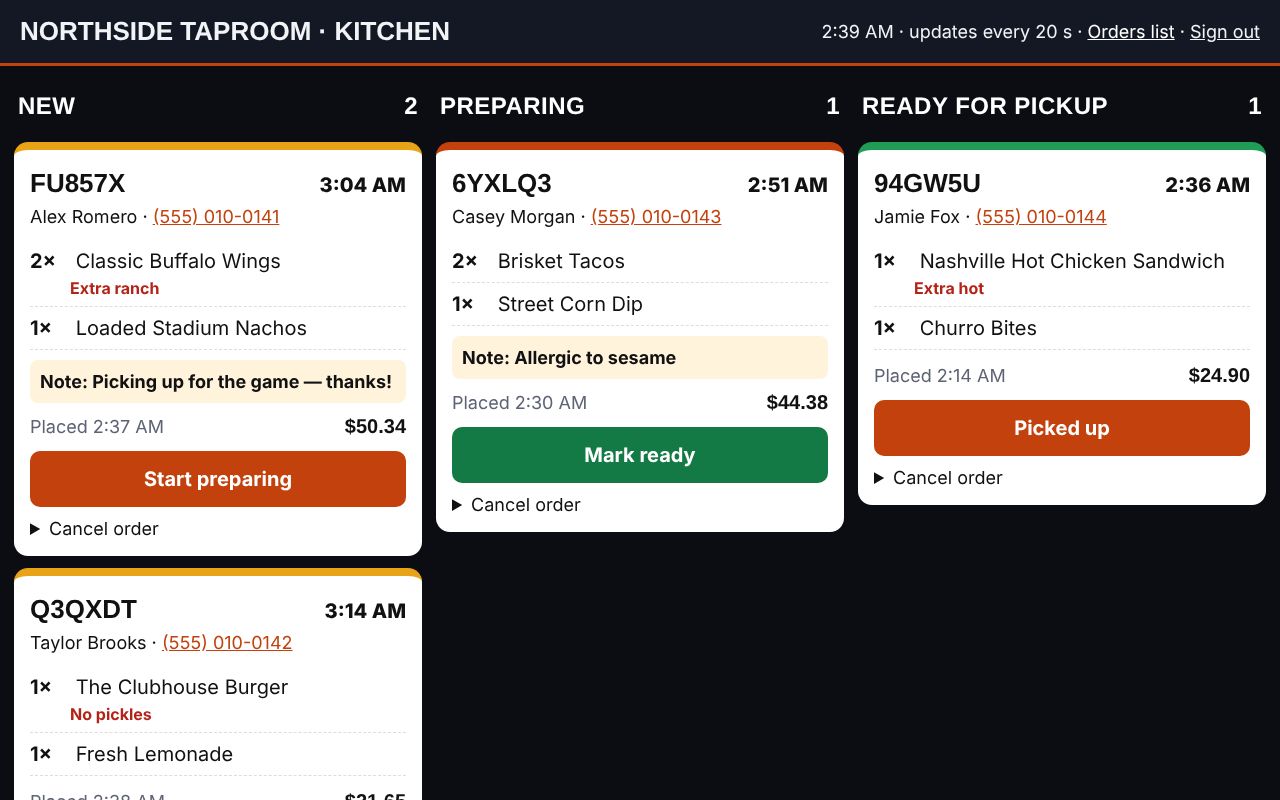 NORTHSIDE TAPROOM · KITCHEN
2:39 AM · updates every 20 s · Orders list · Sign out
NEW 2
FU857X 3:04 AM
Alex Romero · (555) 010-0141
2× Classic Buffalo Wings
Extra ranch
1× Loaded Stadium Nachos
Note: Picking up for the game — thanks!
Placed 2:37 AM $50.34
Start preparing
▶ Cancel order
Q3QXDT 3:14 AM
Taylor Brooks · (555) 010-0142
1× The Clubhouse Burger
No pickles
1× Fresh Lemonade
Placed 2:38 AM $21.65
PREPARING 1
6YXLQ3 2:51 AM
Casey Morgan · (555) 010-0143
2× Brisket Tacos
1× Street Corn Dip
Note: Allergic to sesame
Placed 2:30 AM $44.38
Mark ready
▶ Cancel order
READY FOR PICKUP 1
94GW5U 2:36 AM
Jamie Fox · (555) 010-0144
1× Nashville Hot Chicken Sandwich
Extra hot
1× Churro Bites
Placed 2:14 AM $24.90
Picked up
▶ Cancel order